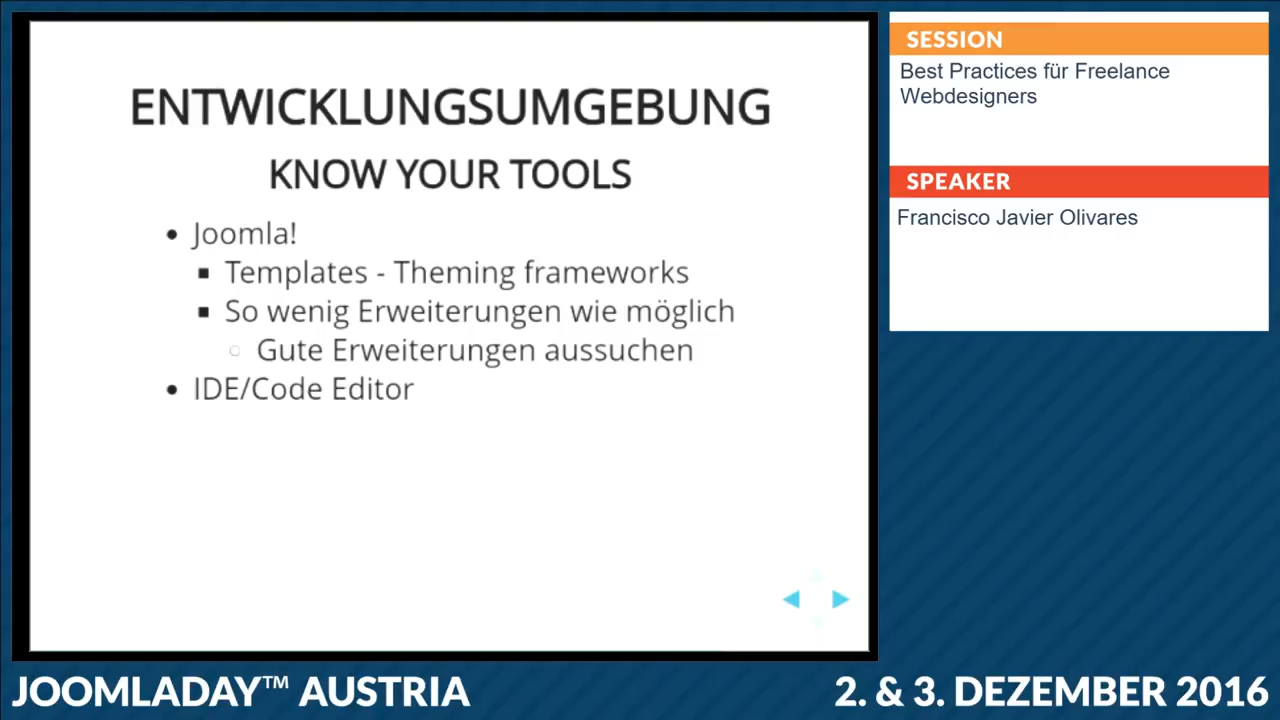 ENTWICKLUNGSUMGEBUNG
KNOW YOUR TOOLS
Joomla!
Templates - Theming frameworks
So wenig Erweiterungen wie möglich
Gute Erweiterungen aussuchen
IDE/Code Editor
SESSION
Best Practices für Freelance
Webdesigners
SPEAKER
Francisco Javier Olivares
JOOMLADAY™ AUSTRIA
2. & 3. DEZEMBER 2016